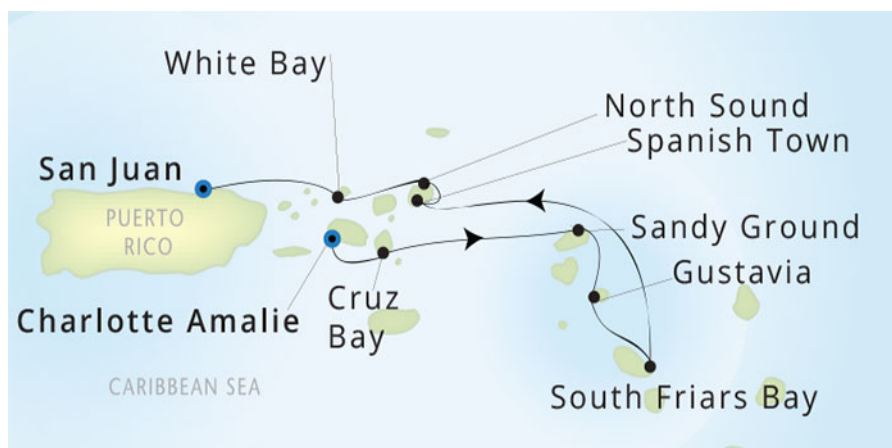 White Bay
North Sound
Spanish Town
San Juan
PUERTO
RICO
Sandy Ground
Gustavia
Cruz
Bay
Charlotte Amalie
CARIBBEAN SEA
South Friars Bay